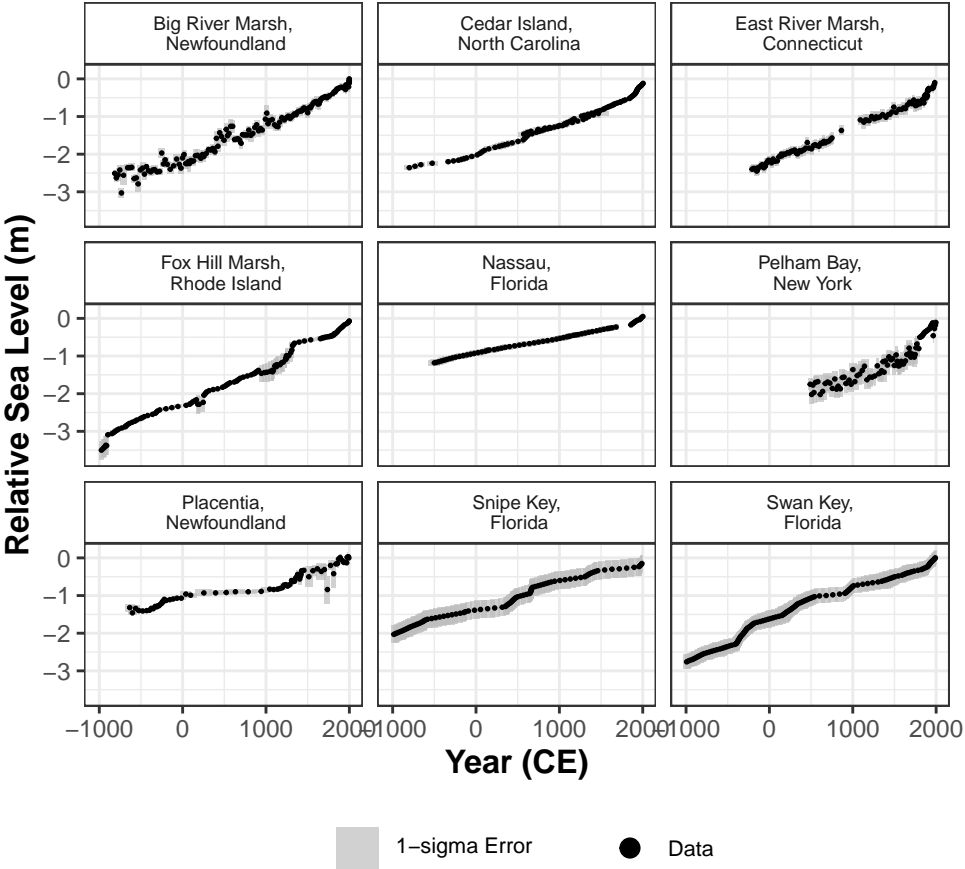 Big River Marsh,
Newfoundland
Cedar Island,
North Carolina
East River Marsh,
Connecticut
0
−1
−2
−3
Fox Hill Marsh,
Rhode Island
Nassau,
Florida
Pelham Bay,
New York
0
−1
−2
−3
Placentia,
Newfoundland
Snipe Key,
Florida
Swan Key,
Florida
0
−1
−2
−3
−1000 0 1000 2000
−1000 0 1000 2000
−1000 0 1000 2000
Relative Sea Level (m)
Year (CE)
1−sigma Error
Data